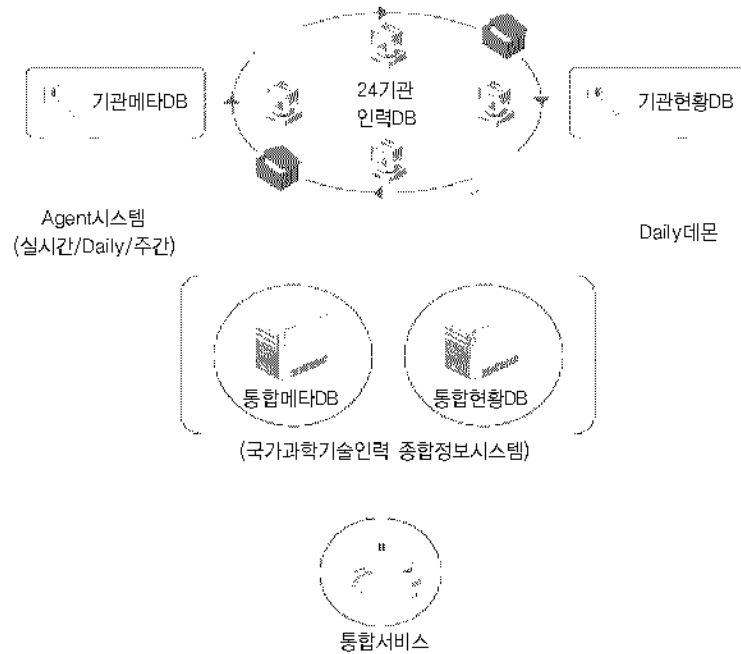 24기관
인력DB
기관메타DB
기관현황DB
Agent시스템
(실시간/Daily/주간)
Daily데몬
통합메타DB
통합현황DB
(국가과학기술인력 종합정보시스템)
통합서비스